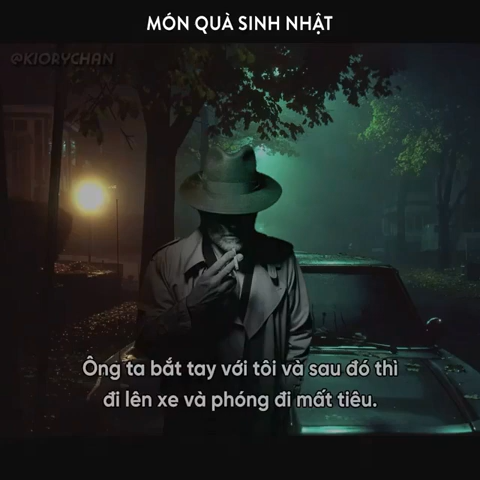 MÓN QUÀ SINH NHẬT
@KIORYCHAN
Ông ta bắt tay với tôi và sau đó thì
đi lên xe và phóng đi mất tiêu.